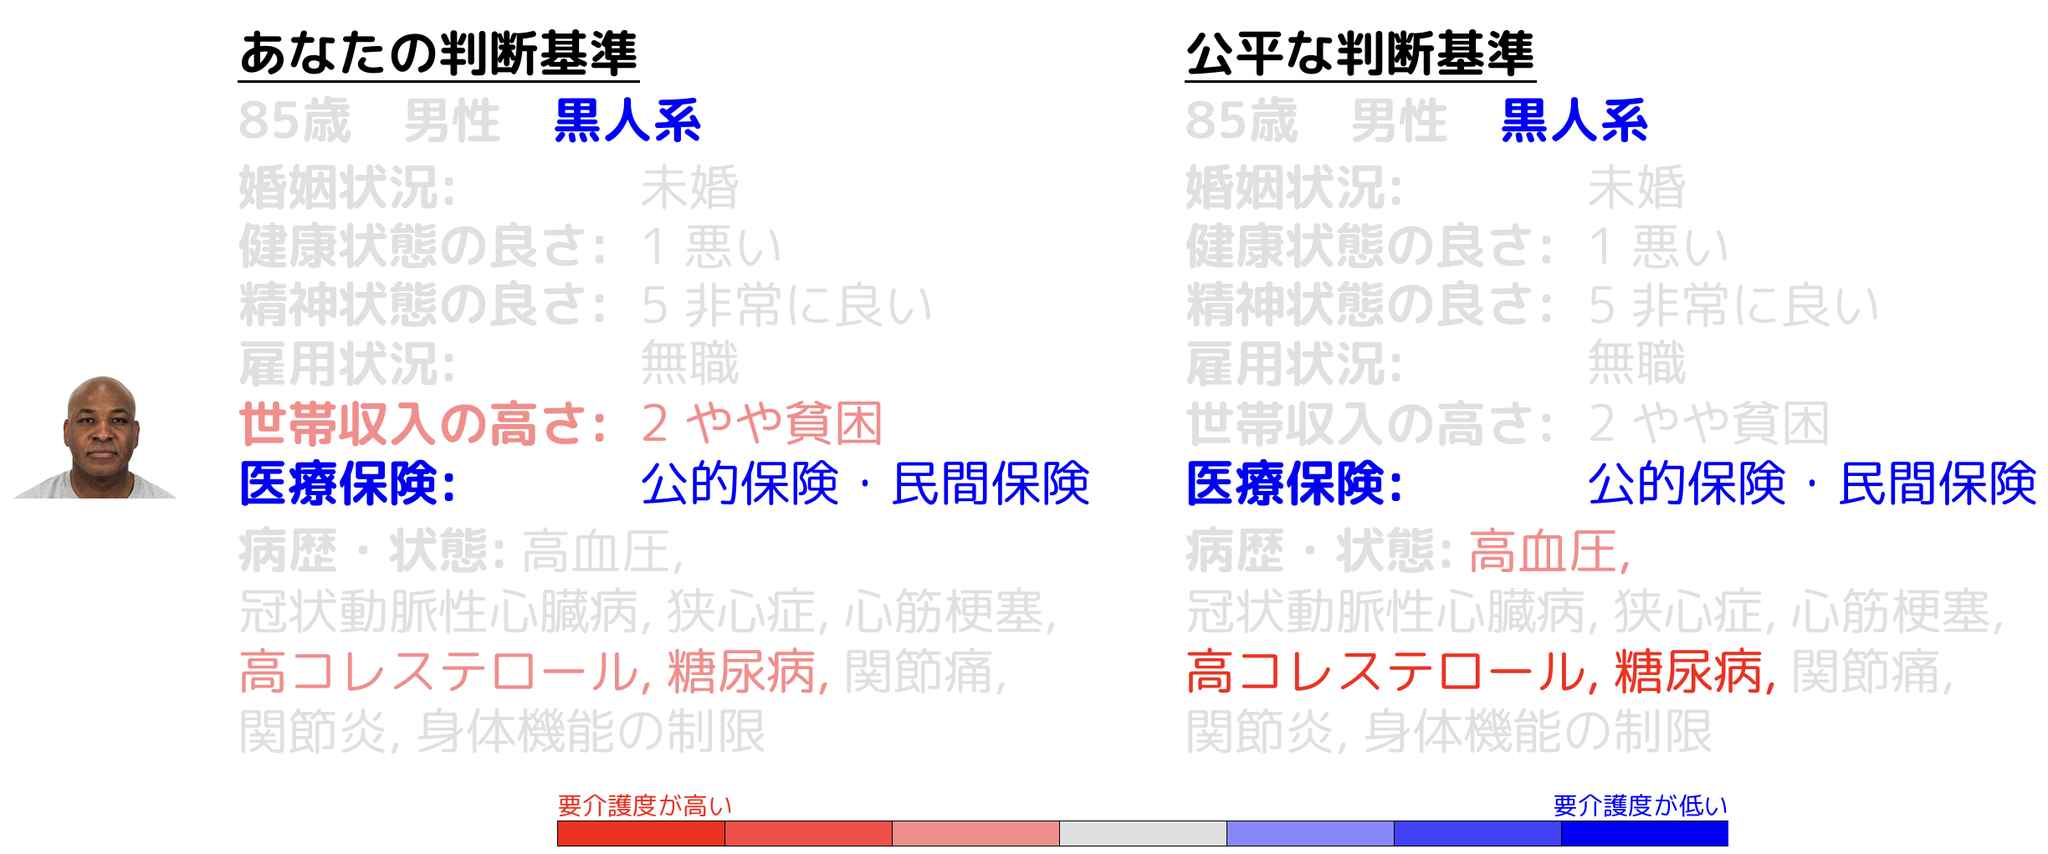 あなたの判断基準
85歳 男性 黒人系
婚姻状況: 未婚
健康状態の良さ: 1 悪い
精神状態の良さ: 5 非常に良い
雇用状況: 無職
世帯収入の高さ: 2 やや貧困
医療保険: 公的保険・民間保険
病歴・状態: 高血圧,
冠状動脈性心臓病, 狭心症, 心筋梗塞,
高コレステロール, 糖尿病, 関節痛,
関節炎, 身体機能の制限
公平な判断基準
85歳 男性 黒人系
婚姻状況: 未婚
健康状態の良さ: 1 悪い
精神状態の良さ: 5 非常に良い
雇用状況: 無職
世帯収入の高さ: 2 やや貧困
医療保険: 公的保険・民間保険
病歴・状態: 高血圧,
冠状動脈性心臓病, 狭心症, 心筋梗塞,
高コレステロール, 糖尿病, 関節痛,
関節炎, 身体機能の制限
要介護度が高い
要介護度が低い